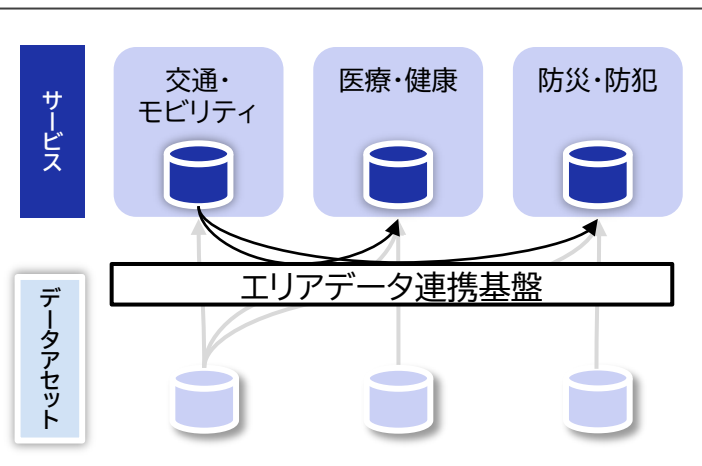 サービス
交通・
モビリティ
医療・健康
防災・防犯
エリアデータ連携基盤
データアセット